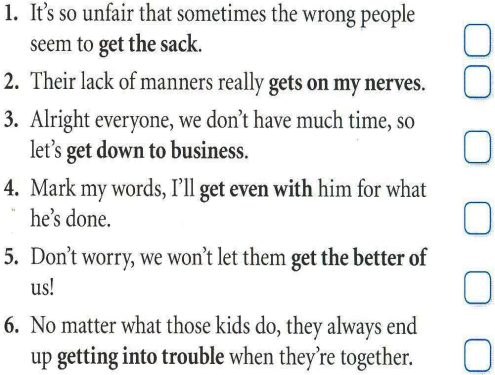 1. It's so unfair that sometimes the wrong people
seem to get the sack.
2. Their lack of manners really gets on my nerves.
3. Alright everyone, we don't have much time, so
let's get down to business.
4. Mark my words, I'll get even with him for what
he's done.
5. Don't worry, we won't let them get the better of
us!
6. No matter what those kids do, they always end
up getting into trouble when they're together.